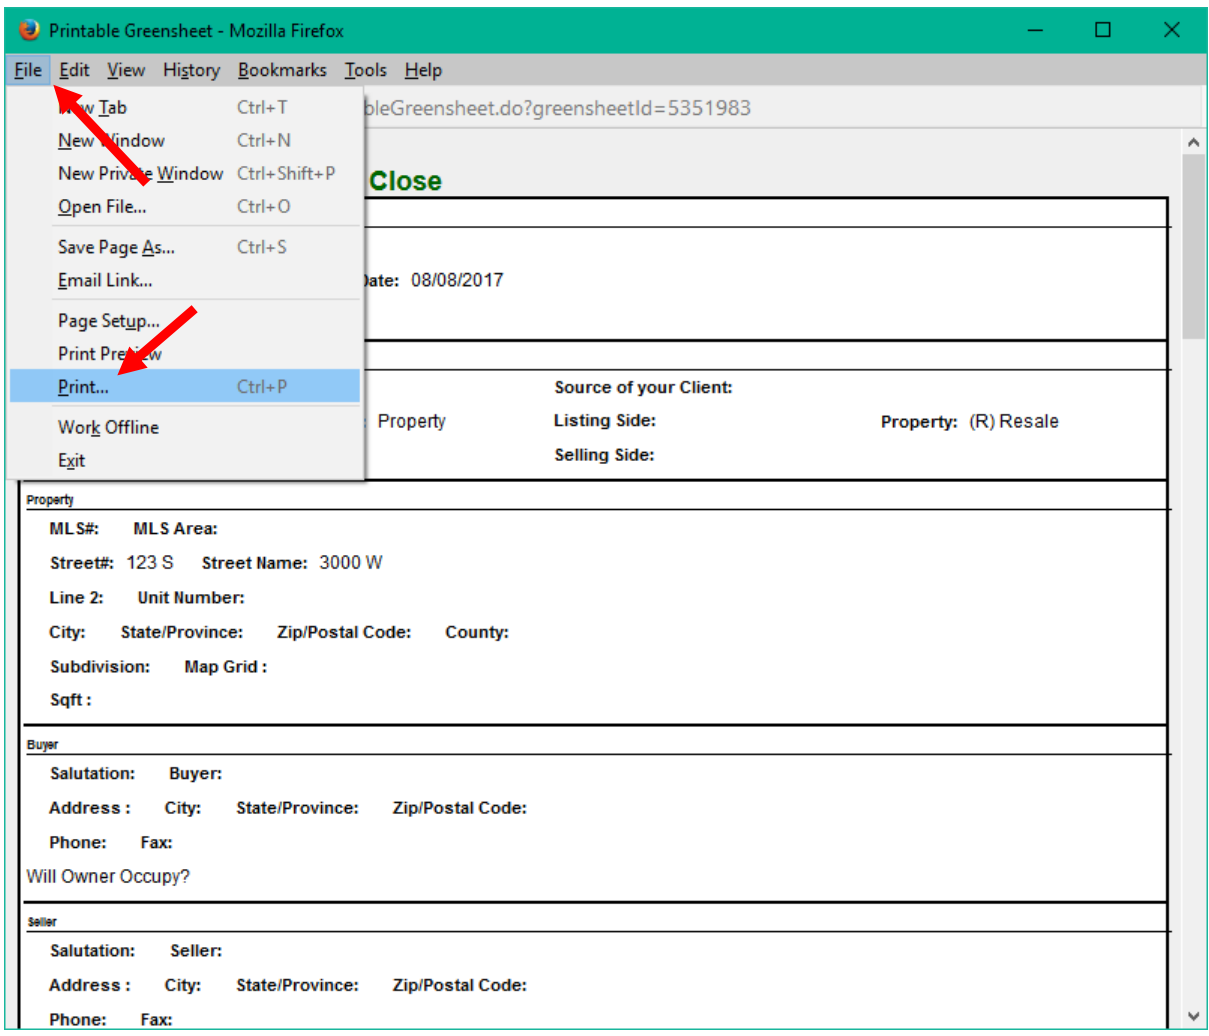 Printable Greensheet - Mozilla Firefox
File Edit View History Bookmarks Tools Help
bleGreensheet.do?greensheetId=5351983
New Tab Ctrl+T
New Window Ctrl+N
New Private Window Ctrl+Shift+P
Open File... Ctrl+O
Save Page As... Ctrl+S
Email Link...
Page Setup...
Print Preview
Print... Ctrl+P
Work Offline
Exit
Close
Date: 08/08/2017
Source of your Client:
: Property Listing Side: Property: (R) Resale
Selling Side:
Property
MLS#: MLS Area:
Street#: 123 S Street Name: 3000 W
Line 2: Unit Number:
City: State/Province: Zip/Postal Code: County:
Subdivision: Map Grid :
Sqft :
Buyer
Salutation: Buyer:
Address : City: State/Province: Zip/Postal Code:
Phone: Fax:
Will Owner Occupy?
Seller
Salutation: Seller:
Address : City: State/Province: Zip/Postal Code:
Phone: Fax: